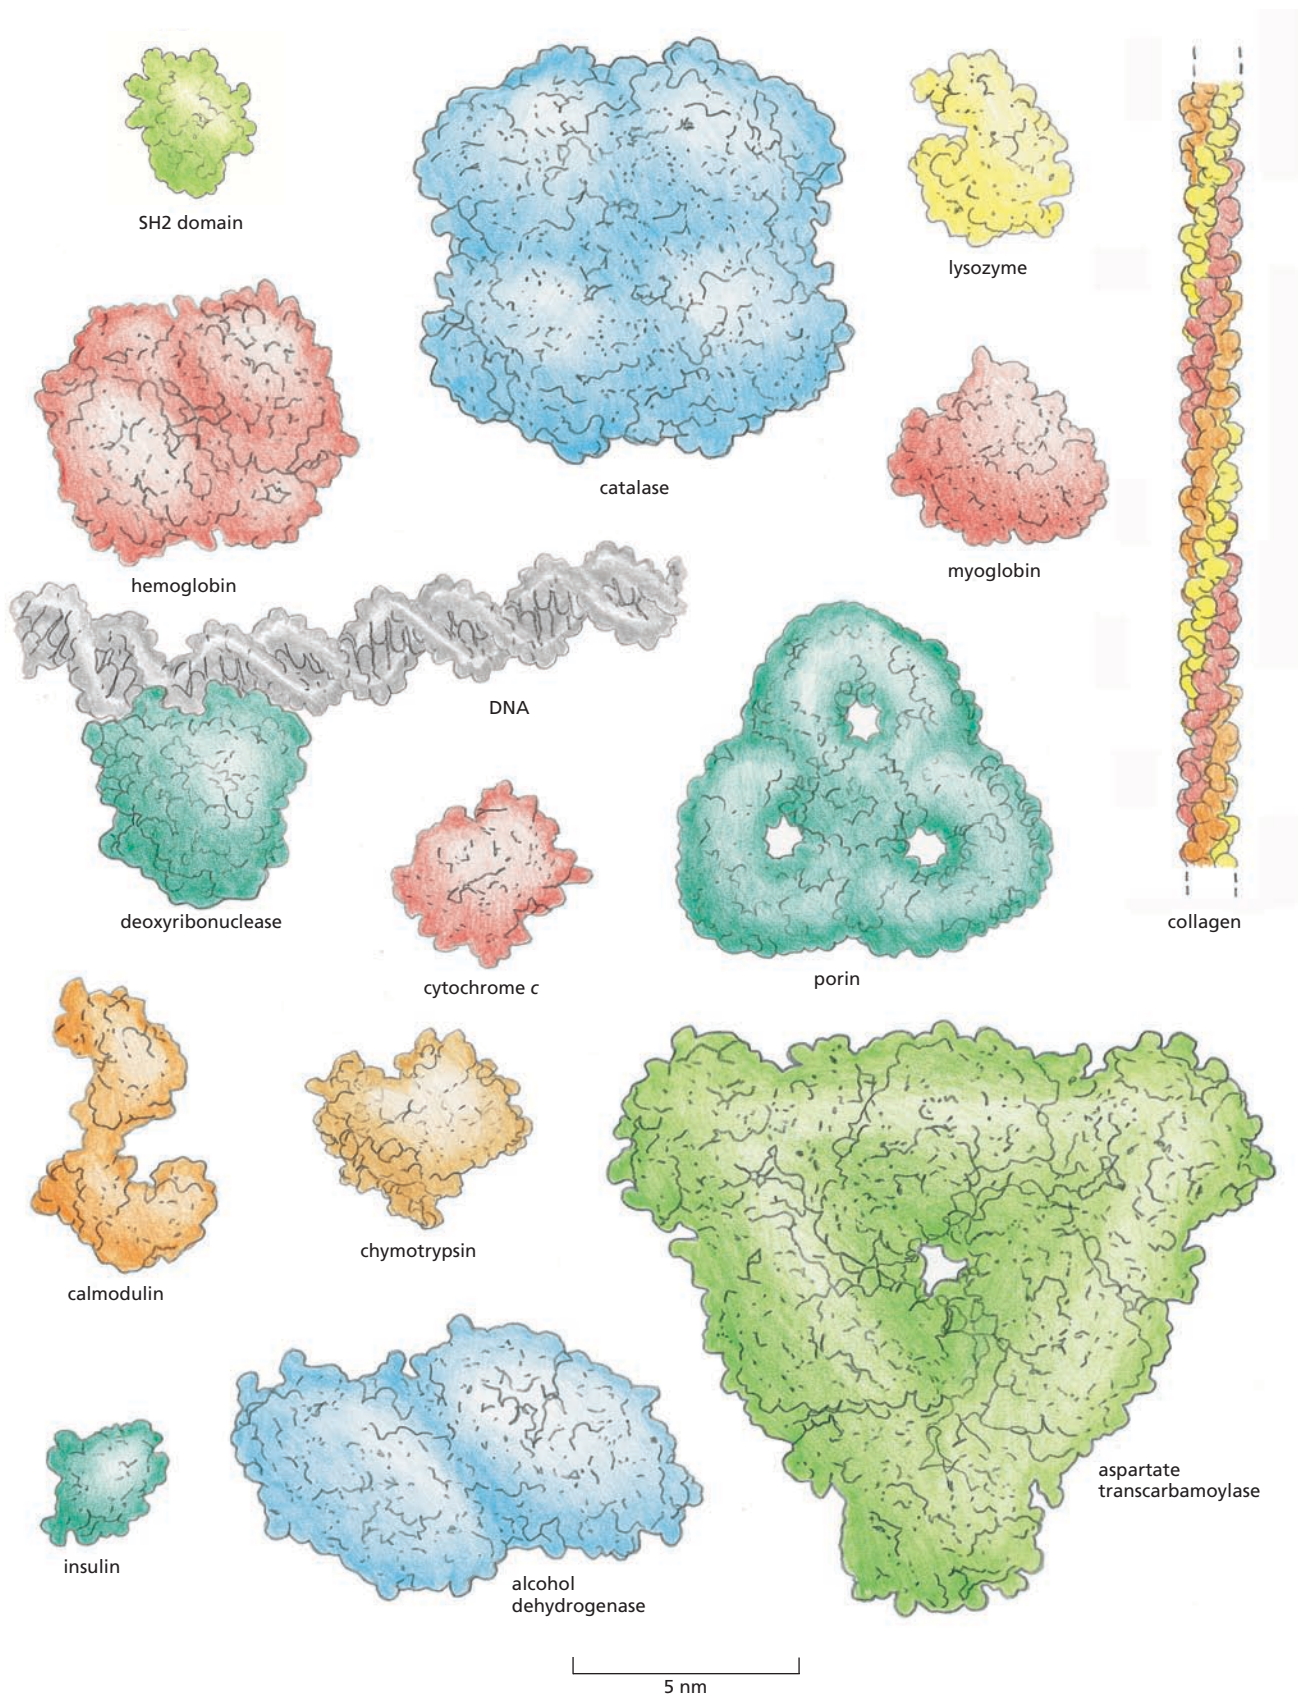 SH2 domain
lysozyme
catalase
hemoglobin
myoglobin
DNA
deoxyribonuclease
collagen
porin
cytochrome c
chymotrypsin
calmodulin
aspartate
transcarbamoylase
insulin
alcohol
dehydrogenase
5 nm